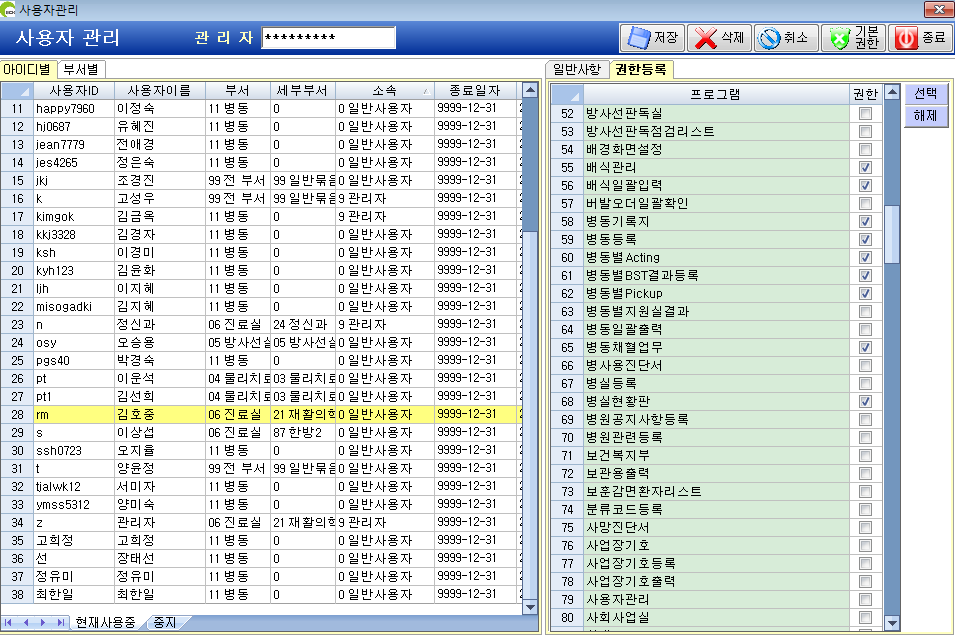 사용자관리
사용자 관리 관 리 자 ********* 저장 삭제 취소 기본권한 종료
아이디별 부서별
사용자ID 사용자이름 부서 세부부서 소속 종료일자
11 happy7960 이정숙 11 병동 0 0 일반사용자 9999-12-31
12 hj0687 유혜진 11 병동 0 0 일반사용자 9999-12-31
13 jean7779 전애경 11 병동 0 0 일반사용자 9999-12-31
14 jes4265 정은숙 11 병동 0 0 일반사용자 9999-12-31
15 jkj 조경진 99 전 부서 99 일반묶음 0 일반사용자 9999-12-31
16 k 고성우 99 전 부서 99 일반묶음 9 관리자 9999-12-31
17 kimgok 김금옥 11 병동 0 9 관리자 9999-12-31
18 kkj3328 김경자 11 병동 0 0 일반사용자 9999-12-31
19 ksh 이경미 11 병동 0 0 일반사용자 9999-12-31
20 kyh123 김윤화 11 병동 0 0 일반사용자 9999-12-31
21 ljh 이지혜 11 병동 0 0 일반사용자 9999-12-31
22 misogadki 김지혜 11 병동 0 0 일반사용자 9999-12-31
23 n 정신과 06 진료실 24 정신과 9 관리자 9999-12-31
24 osy 오승용 05 방사선실 05 방사선실 0 일반사용자 9999-12-31
25 pgs40 박경숙 11 병동 0 0 일반사용자 9999-12-31
26 pt 이운석 04 물리치료 03 물리치료 0 일반사용자 9999-12-31
27 pt1 김선희 04 물리치료 03 물리치료 0 일반사용자 9999-12-31
28 rm 김호중 06 진료실 21 재활의학 0 일반사용자 9999-12-31
29 s 이상섭 06 진료실 87 한방2 0 일반사용자 9999-12-31
30 ssh0723 오지율 11 병동 0 0 일반사용자 9999-12-31
31 t 양윤정 99 전 부서 99 일반묶음 0 일반사용자 9999-12-31
32 tjalwk12 서미자 11 병동 0 0 일반사용자 9999-12-31
33 ymss5312 양미숙 11 병동 0 0 일반사용자 9999-12-31
34 z 관리자 06 진료실 21 재활의학 9 관리자 9999-12-31
35 고희정 고희정 11 병동 0 0 일반사용자 9999-12-31
36 선 장태선 11 병동 0 0 일반사용자 9999-12-31
37 정유미 정유미 11 병동 0 0 일반사용자 9999-12-31
38 최한일 최한일 11 병동 0 0 일반사용자 9999-12-31
현재사용중 중지
일반사항 권한등록
프로그램 권한 선택
해제
52 방사선판독실
53 방사선판독점검리스트
54 배경화면설정
55 배식관리
56 배식일괄입력
57 버발오더일괄확인
58 병동기록지
59 병동등록
60 병동별Acting
61 병동별BST결과등록
62 병동별Pickup
63 병동별지원실결과
64 병동일괄출력
65 병동채혈업무
66 병사용진단서
67 병실등록
68 병실현황판
69 병원공지사항등록
70 병원관련등록
71 보건복지부
72 보관용출력
73 보훈감면환자리스트
74 분류코드등록
75 사망진단서
76 사업장기호
77 사업장기호등록
78 사업장기호출력
79 사용자관리
80 사회사업실